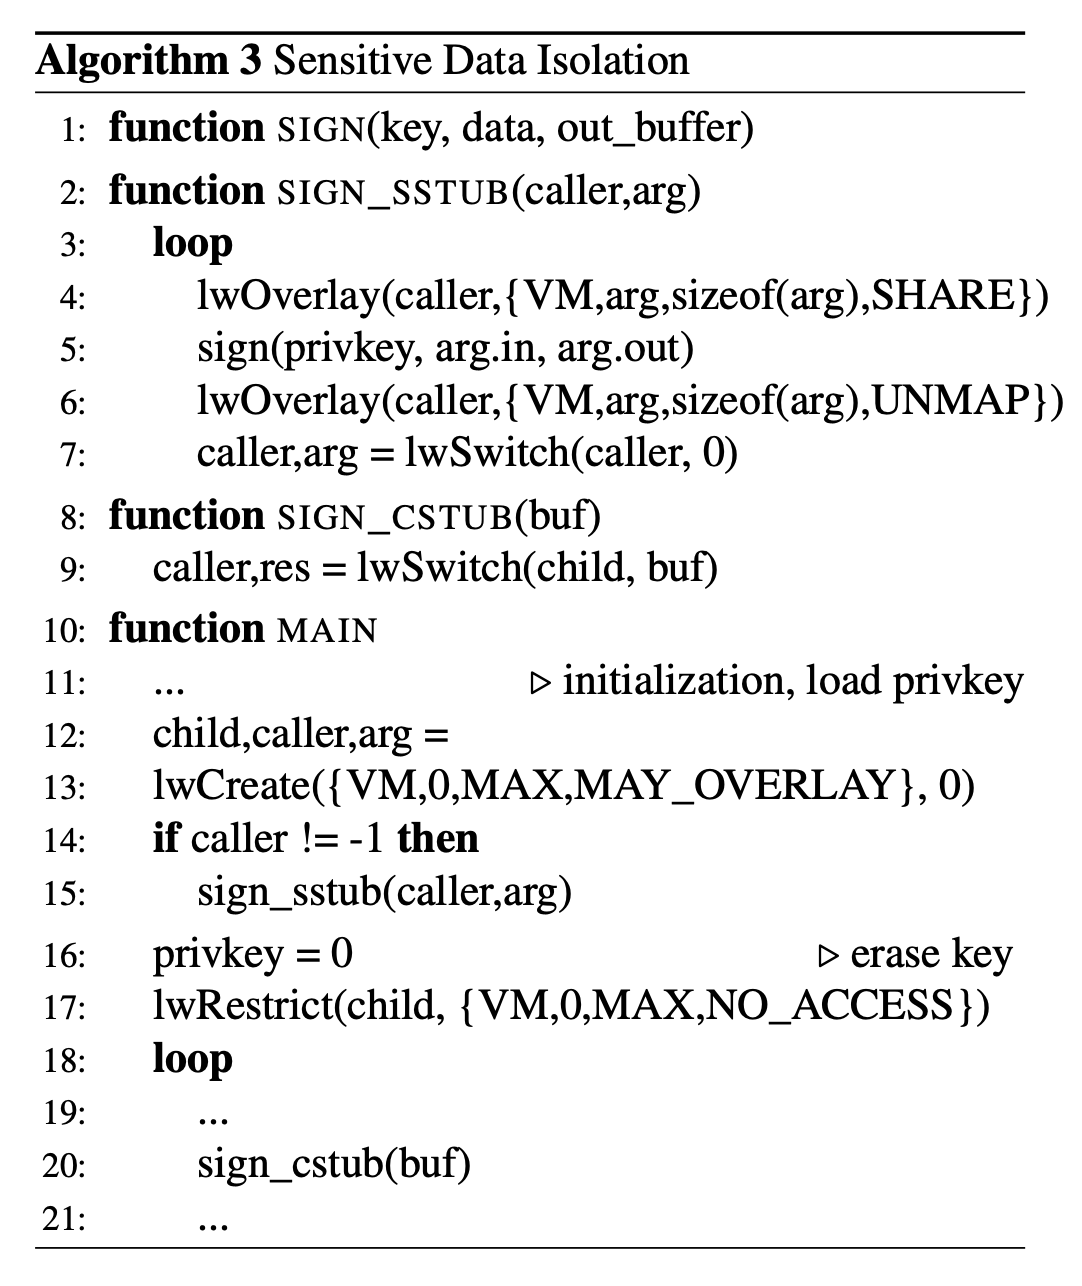 Algorithm 3 Sensitive Data Isolation
1: function SIGN(key, data, out_buffer)
2: function SIGN_SSTUB(caller,arg)
3: loop
4: lwOverlay(caller,{VM,arg,sizeof(arg),SHARE})
5: sign(privkey, arg.in, arg.out)
6: lwOverlay(caller,{VM,arg,sizeof(arg),UNMAP})
7: caller,arg = lwSwitch(caller, 0)
8: function SIGN_CSTUB(buf)
9: caller,res = lwSwitch(child, buf)
10: function MAIN
11: ... ▷ initialization, load privkey
12: child,caller,arg =
13: lwCreate({VM,0,MAX,MAY_OVERLAY}, 0)
14: if caller != -1 then
15: sign_sstub(caller,arg)
16: privkey = 0 ▷ erase key
17: lwRestrict(child, {VM,0,MAX,NO_ACCESS})
18: loop
19: ...
20: sign_cstub(buf)
21: ...